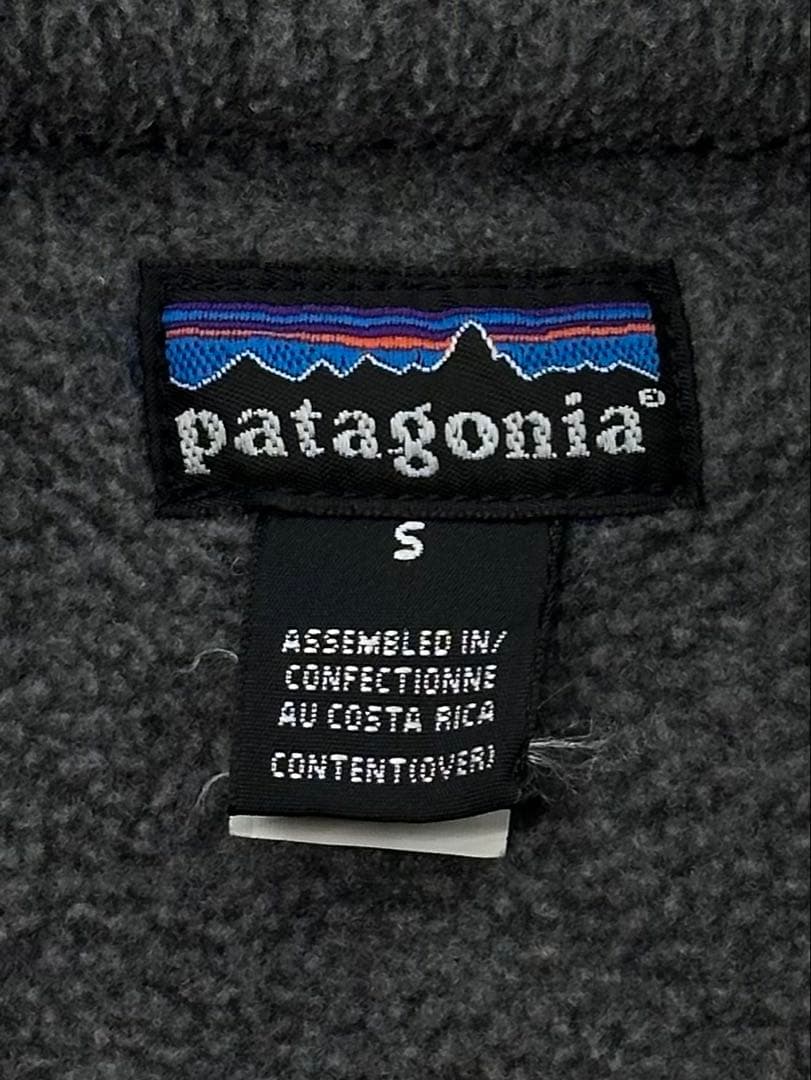 patagonia®
S
ASSEMBLED IN/
CONFECTIONNE
AU COSTA RICA
CONTENT(OVER)